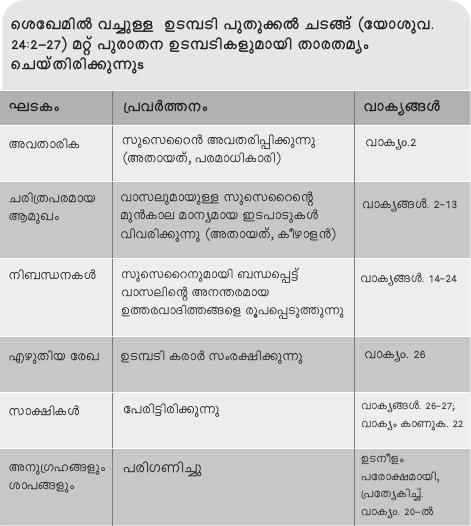 ശെഖേമിൽ വച്ചുള്ള ഉടമ്പടി പുതുക്കൽ ചടങ്ങ് (യോശുവ.
24:2–27) മറ്റ് പുരാതന ഉടമ്പടികളുമായി താരതമ്യം
ചെയ്തിരിക്കുന്നുs
ഘടകം പ്രവർത്തനം വാക്യങ്ങൾ
അവതാരിക സുസെറൈൻ അവതരിപ്പിക്കുന്നു വാക്യം.2
(അതായത്, പരമാധികാരി)
ചരിത്രപരമായ വാസലുമായുള്ള സുസെറൈന്റെ വാക്യങ്ങൾ. 2-13
ആമുഖം മുൻകാല മാന്യമായ ഇടപാടുകൾ
വിവരിക്കുന്നു (അതായത്, കീഴാളൻ)
നിബന്ധനകൾ സുസെറൈനുമായി ബന്ധപ്പെട്ട് വാക്യങ്ങൾ. 14-24
വാസലിന്റെ അനന്തരമായ
ഉത്തരവാദിത്തങ്ങളെ രൂപപ്പെടുത്തുന്നു
എഴുതിയ രേഖ ഉടമ്പടി കരാർ സംരക്ഷിക്കുന്നു വാക്യം. 26
സാക്ഷികൾ പേരിട്ടിരിക്കുന്നു വാക്യങ്ങൾ. 26-27;
വാക്യം കാണുക. 22
അനുഗ്രഹങ്ങളും പരിഗണിച്ചു ഉടനീളം
ശാപങ്ങളും പരോക്ഷമായി,
പ്രത്യേകിച്ച്.
വാക്യം. 20-ൽ